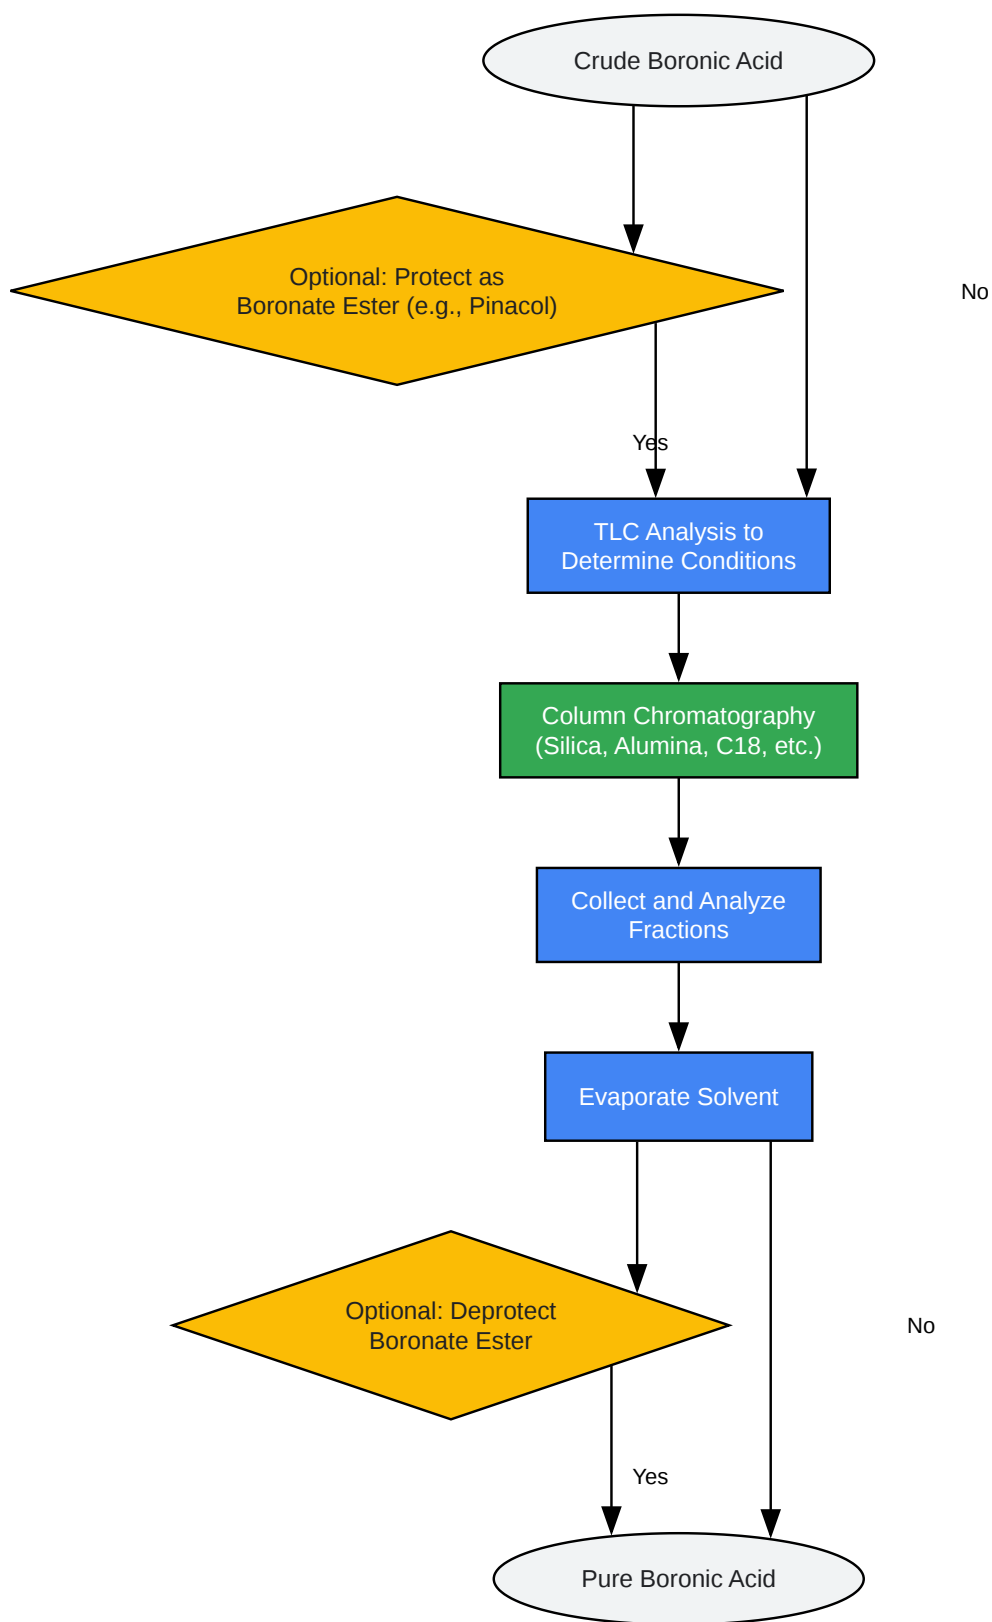 Crude Boronic Acid
Optional: Protect as
Boronate Ester (e.g., Pinacol)
No
Yes
TLC Analysis to
Determine Conditions
Column Chromatography
(Silica, Alumina, C18, etc.)
Collect and Analyze
Fractions
Evaporate Solvent
Optional: Deprotect
Boronate Ester
No
Yes
Pure Boronic Acid